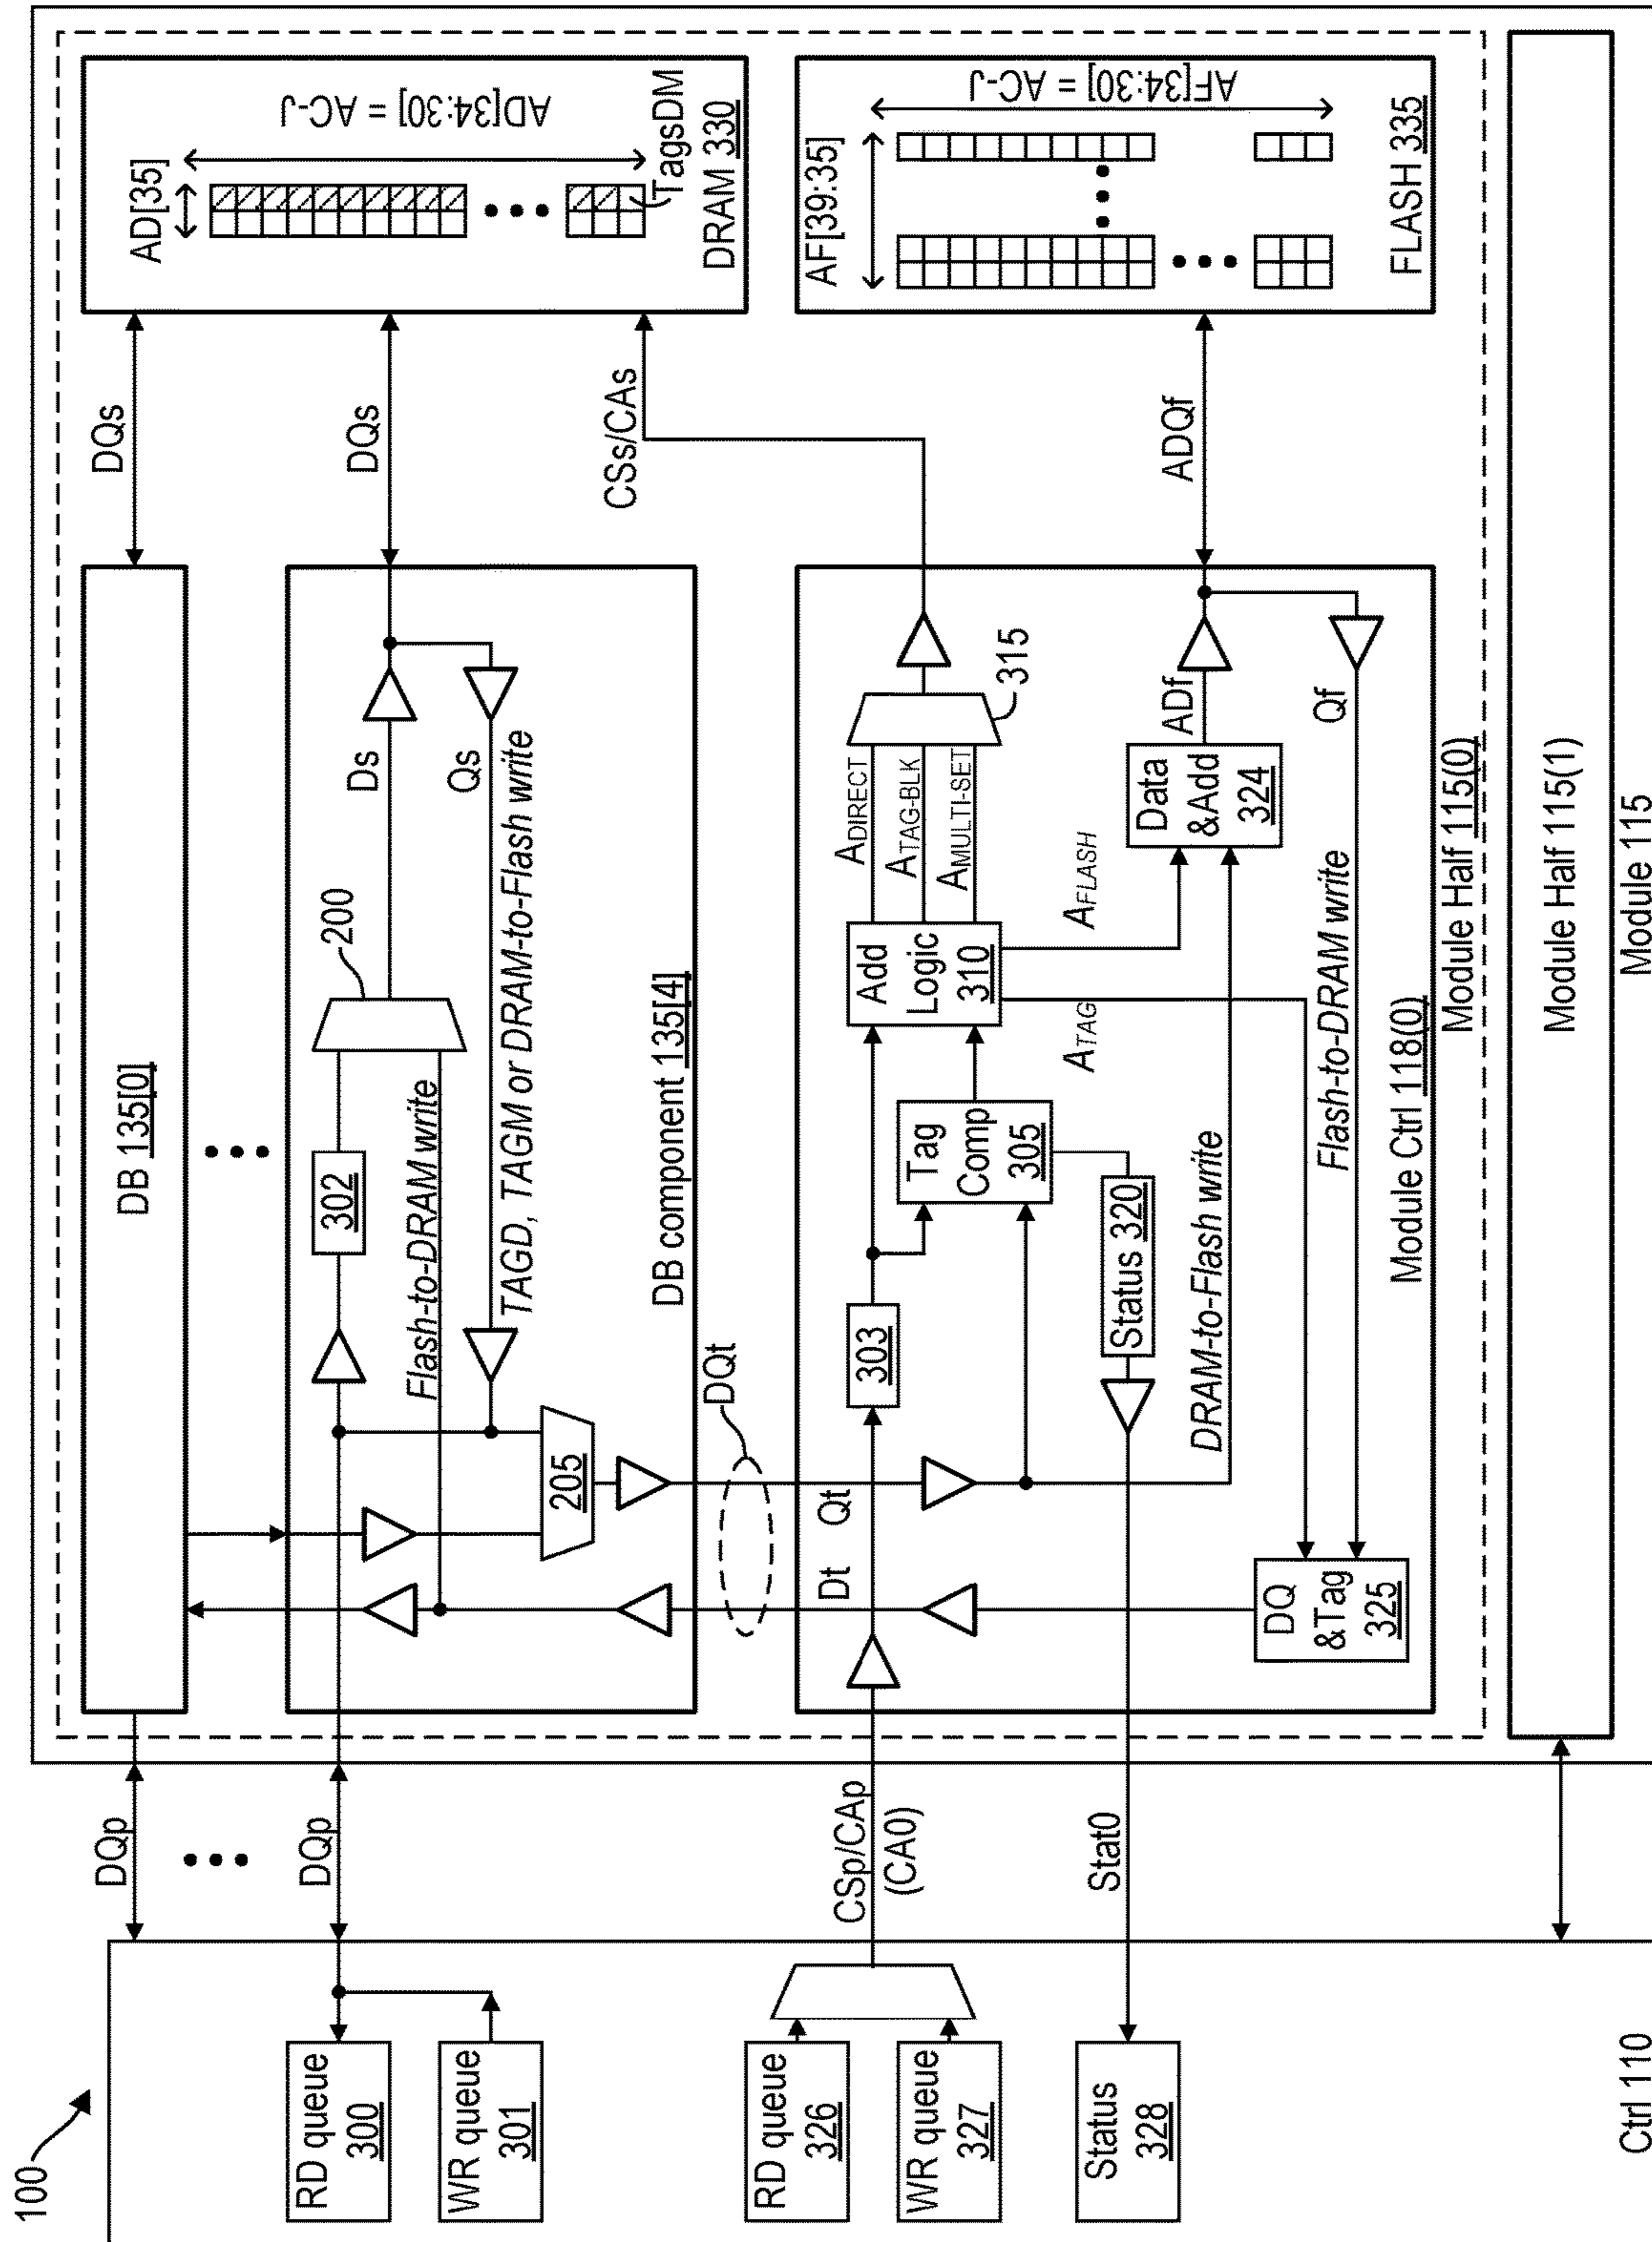 100
RD queue
300
WR queue
301
RD queue
326
WR queue
327
Status
328
Ctrl 110
DQp
DQp
CSp/CAp
(CA0)
Stat0
DB 135[0]
302
200
Flash-to-DRAM write
Ds
Qs
TAGD, TAGM or DRAM-to-Flash write
205
DB component 135[4]
DQt
Dt
Qt
303
Tag
Comp
305
Status 320
Add
Logic
310
ADIRECT
ATAG-BLK
AMULTI-SET
315
AFLASH
ATAG
Data
&Add
324
ADf
Qf
DRAM-to-Flash write
Flash-to-DRAM write
DQ
&Tag
325
Module Ctrl 118(0)
Module Half 115(0)
Module Half 115(1)
Module 115
DQs
DQs
CSs/CAs
ADQf
AD[35]
AD[34:30] = AC-J
TagsDM
DRAM 330
AF[39:35]
AF[34:30] = AC-J
FLASH 335